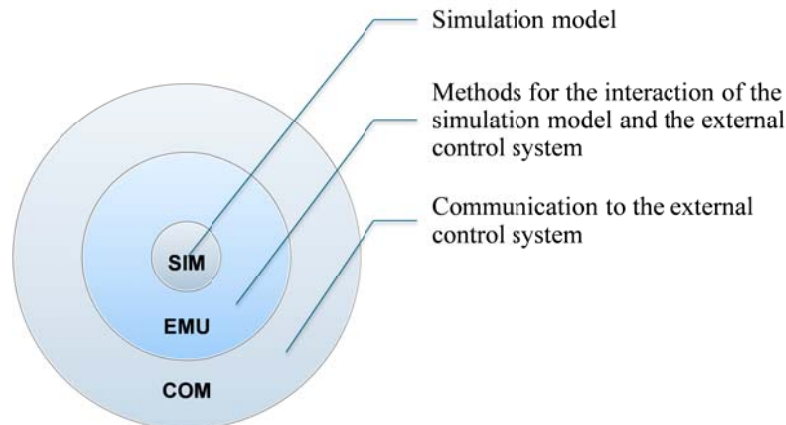 Simulation model
Methods for the interaction of the
simulation model and the external
control system
Communication to the external
control system
SIM
EMU
COM